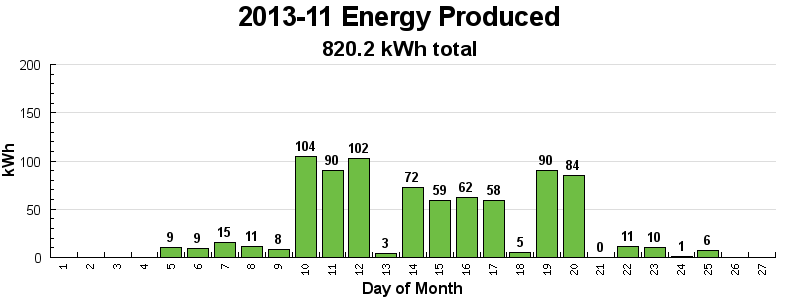 2013-11 Energy Produced
820.2 kWh total
200
150
100
50
0
kWh
9 9 15 11 8 104 90 102 3 72 59 62 58 5 90 84 0 11 10 1 6
1 2 3 4 5 6 7 8 9 10 11 12 13 14 15 16 17 18 19 20 21 22 23 24 25 26 27
Day of Month